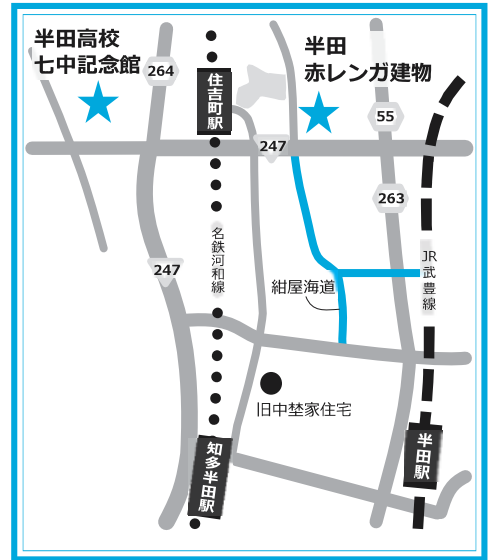 半田高校
七中記念館
264
住吉町駅
半田
赤レンガ建物
55
247
263
247
名鉄河和線
JR武豊線
紺屋海道
旧中埜家住宅
知多半田駅
半田駅